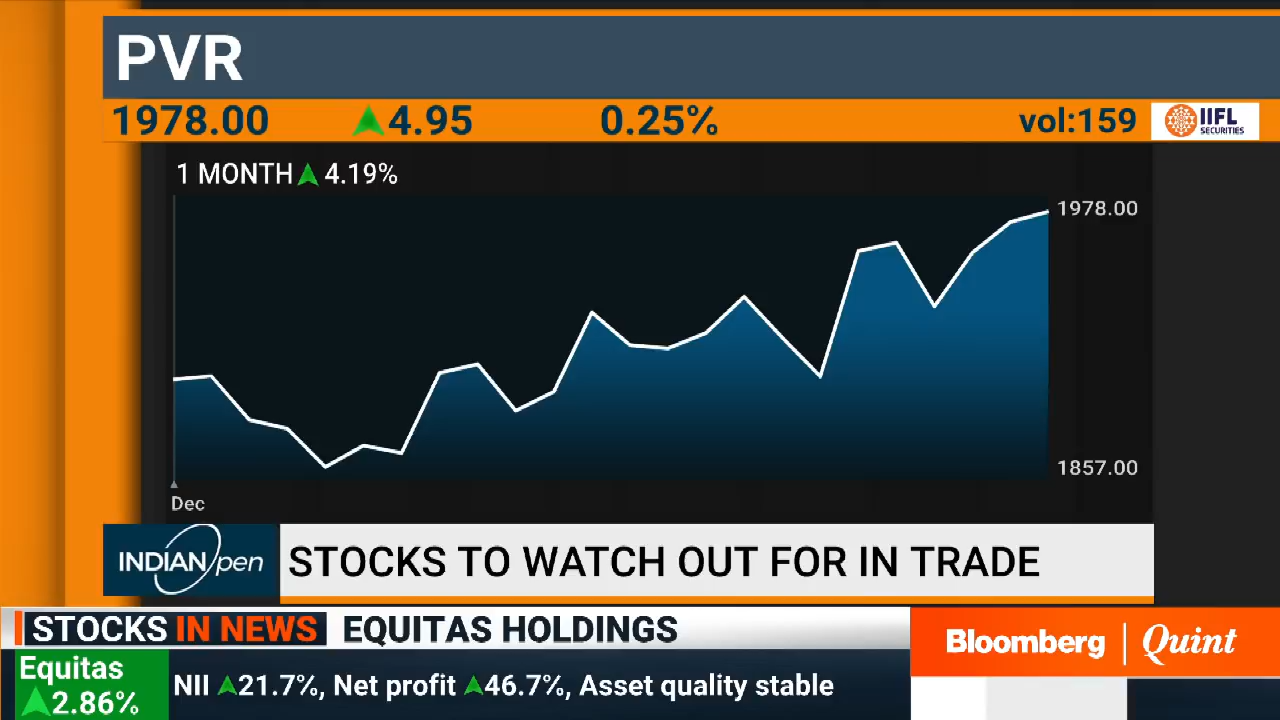 PVR
1978.00 ▲4.95 0.25% vol:159 IIFL
SECURITIES
1 MONTH▲4.19%
1978.00
1857.00
Dec
INDIAN Open STOCKS TO WATCH OUT FOR IN TRADE
STOCKS IN NEWS EQUITAS HOLDINGS
Bloomberg | Quint
Equitas
▲2.86%
NII ▲21.7%, Net profit ▲46.7%, Asset quality stable